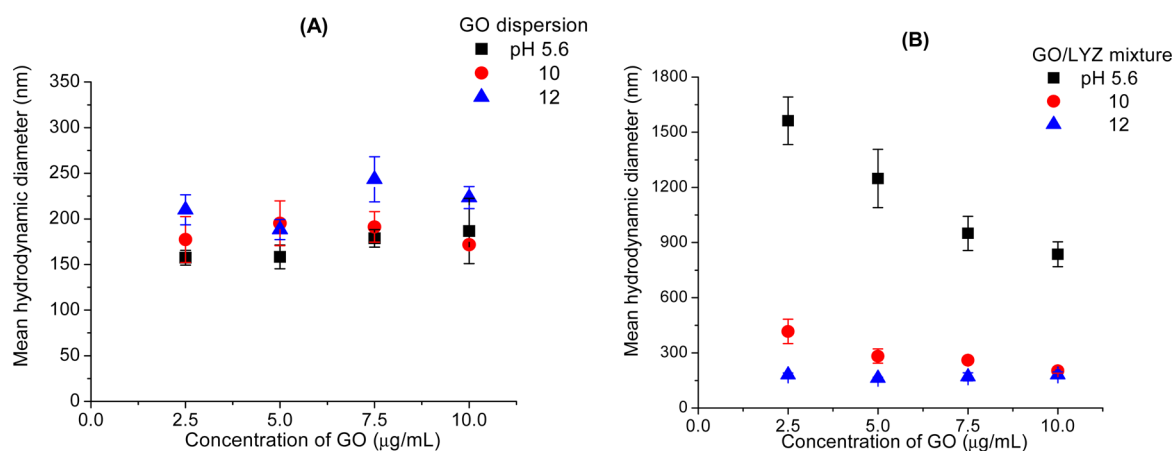 (A)
GO dispersion
pH 5.6
10
12
350
300
250
200
150
100
50
0
0.0 2.5 5.0 7.5 10.0
Mean hydrodynamic diameter (nm)
Concentration of GO (μg/mL)
(B)
GO/LYZ mixture
pH 5.6
10
12
1800
1500
1200
900
600
300
0
0.0 2.5 5.0 7.5 10.0
Mean hydrodynamic diameter (nm)
Concentration of GO (μg/mL)